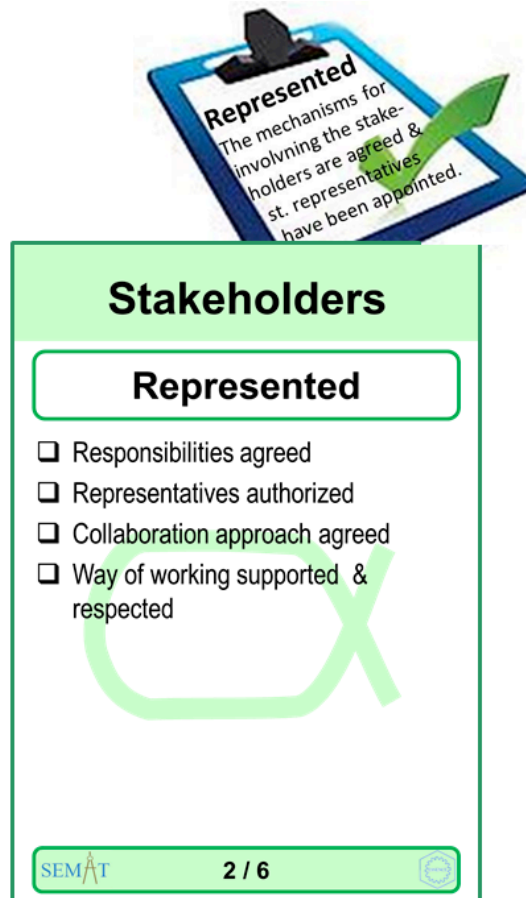 Represented
The mechanisms for
involvning the stake-
holders are agreed &
st. representatives
have been appointed.
Stakeholders
Represented
Responsibilities agreed
Representatives authorized
Collaboration approach agreed
Way of working supported &
respected
SEMAT
2 / 6